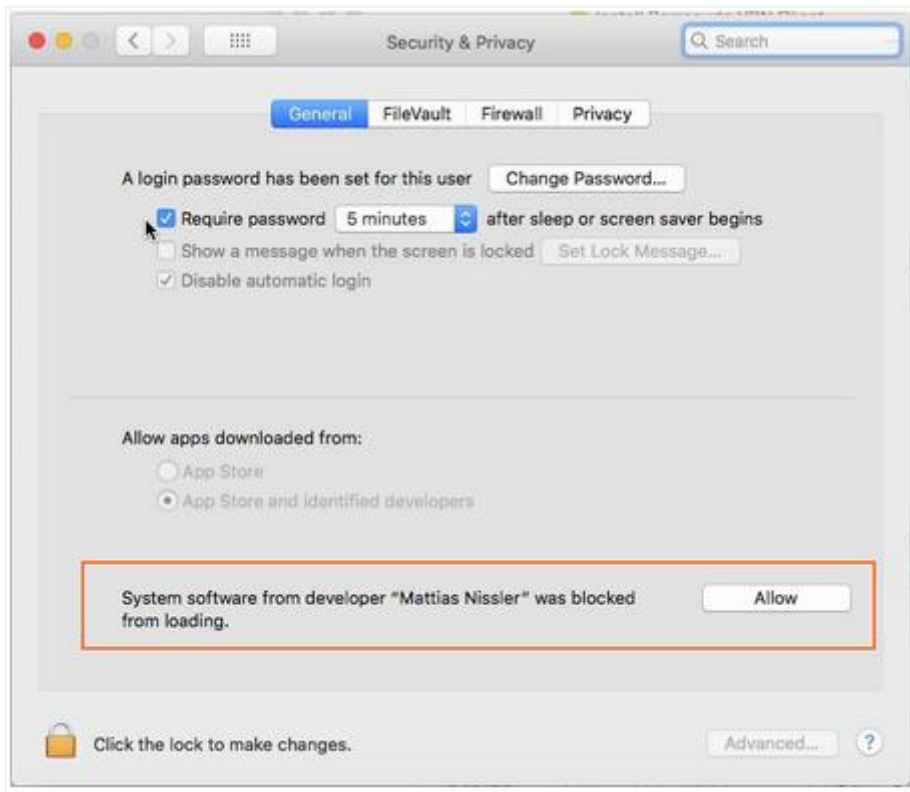 Security & Privacy
Search
General FileVault Firewall Privacy
A login password has been set for this user Change Password...
Require password 5 minutes after sleep or screen saver begins
Show a message when the screen is locked Set Lock Message...
Disable automatic login
Allow apps downloaded from:
App Store
App Store and identified developers
System software from developer “Mattias Nissler” was blocked Allow
from loading.
Click the lock to make changes. Advanced... ?